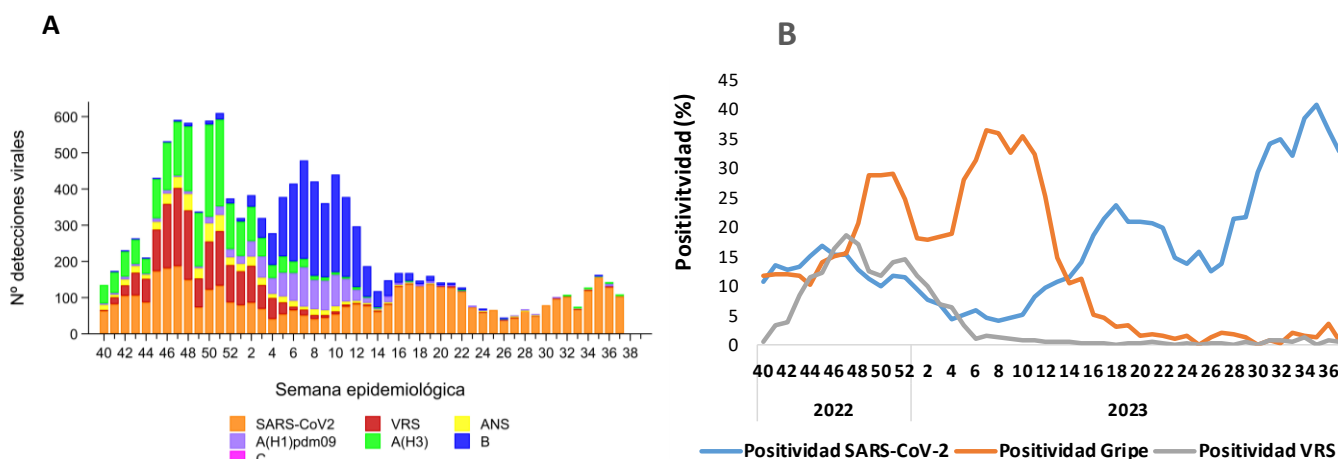 A
Nº detecciones virales
600
500
400
300
200
100
0
40 42 44 46 48 50 52 2 4 6 8 10 12 14 16 18 20 22 24 26 28 30 32 34 36 38
Semana epidemiológica
SARS-CoV2 VRS ANS
A(H1)pdm09 A(H3) B
B
Positivitvidad (%)
45
40
35
30
25
20
15
10
5
0
40 42 44 46 48 50 52 2 4 6 8 10 12 14 16 18 20 22 24 26 28 30 32 34 36
2022 2023
Positividad SARS-CoV-2 Positividad Gripe Positividad VRS